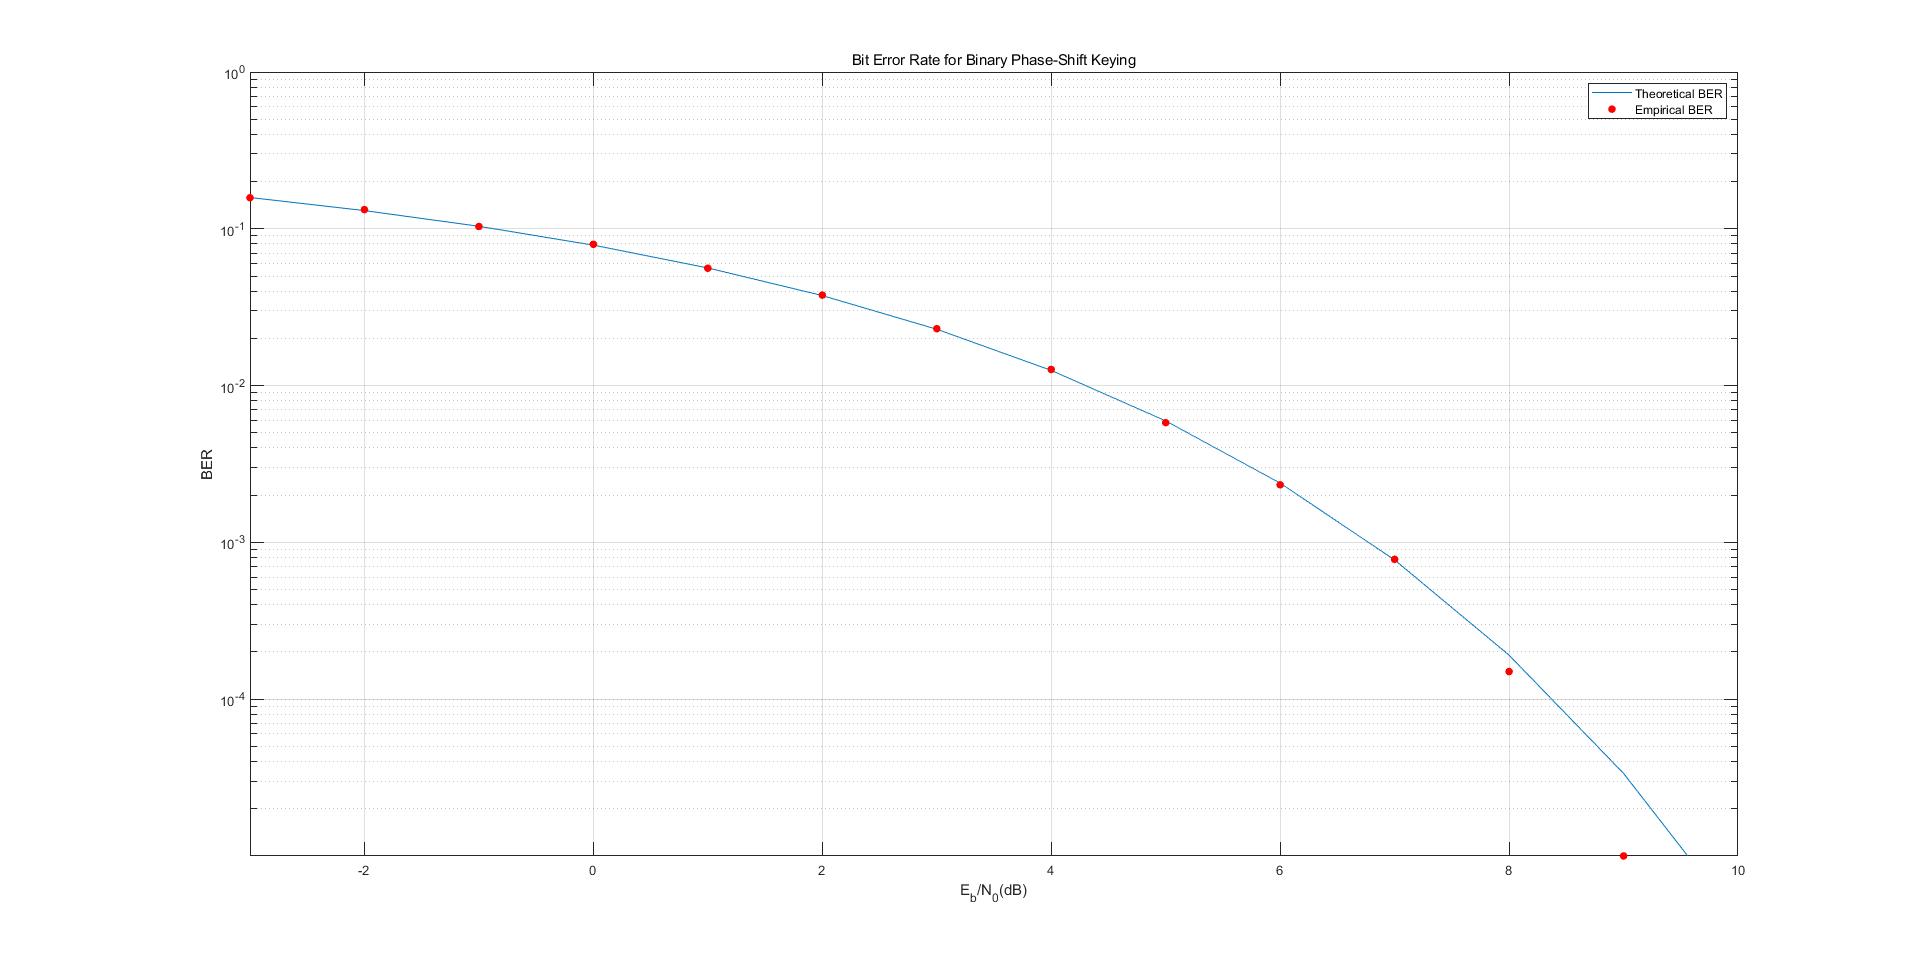 Bit Error Rate for Binary Phase-Shift Keying
Theoretical BER
Empirical BER
10^0
10^-1
10^-2
10^-3
10^-4
BER
-2
0
2
4
6
8
10
E_b/N_0(dB)